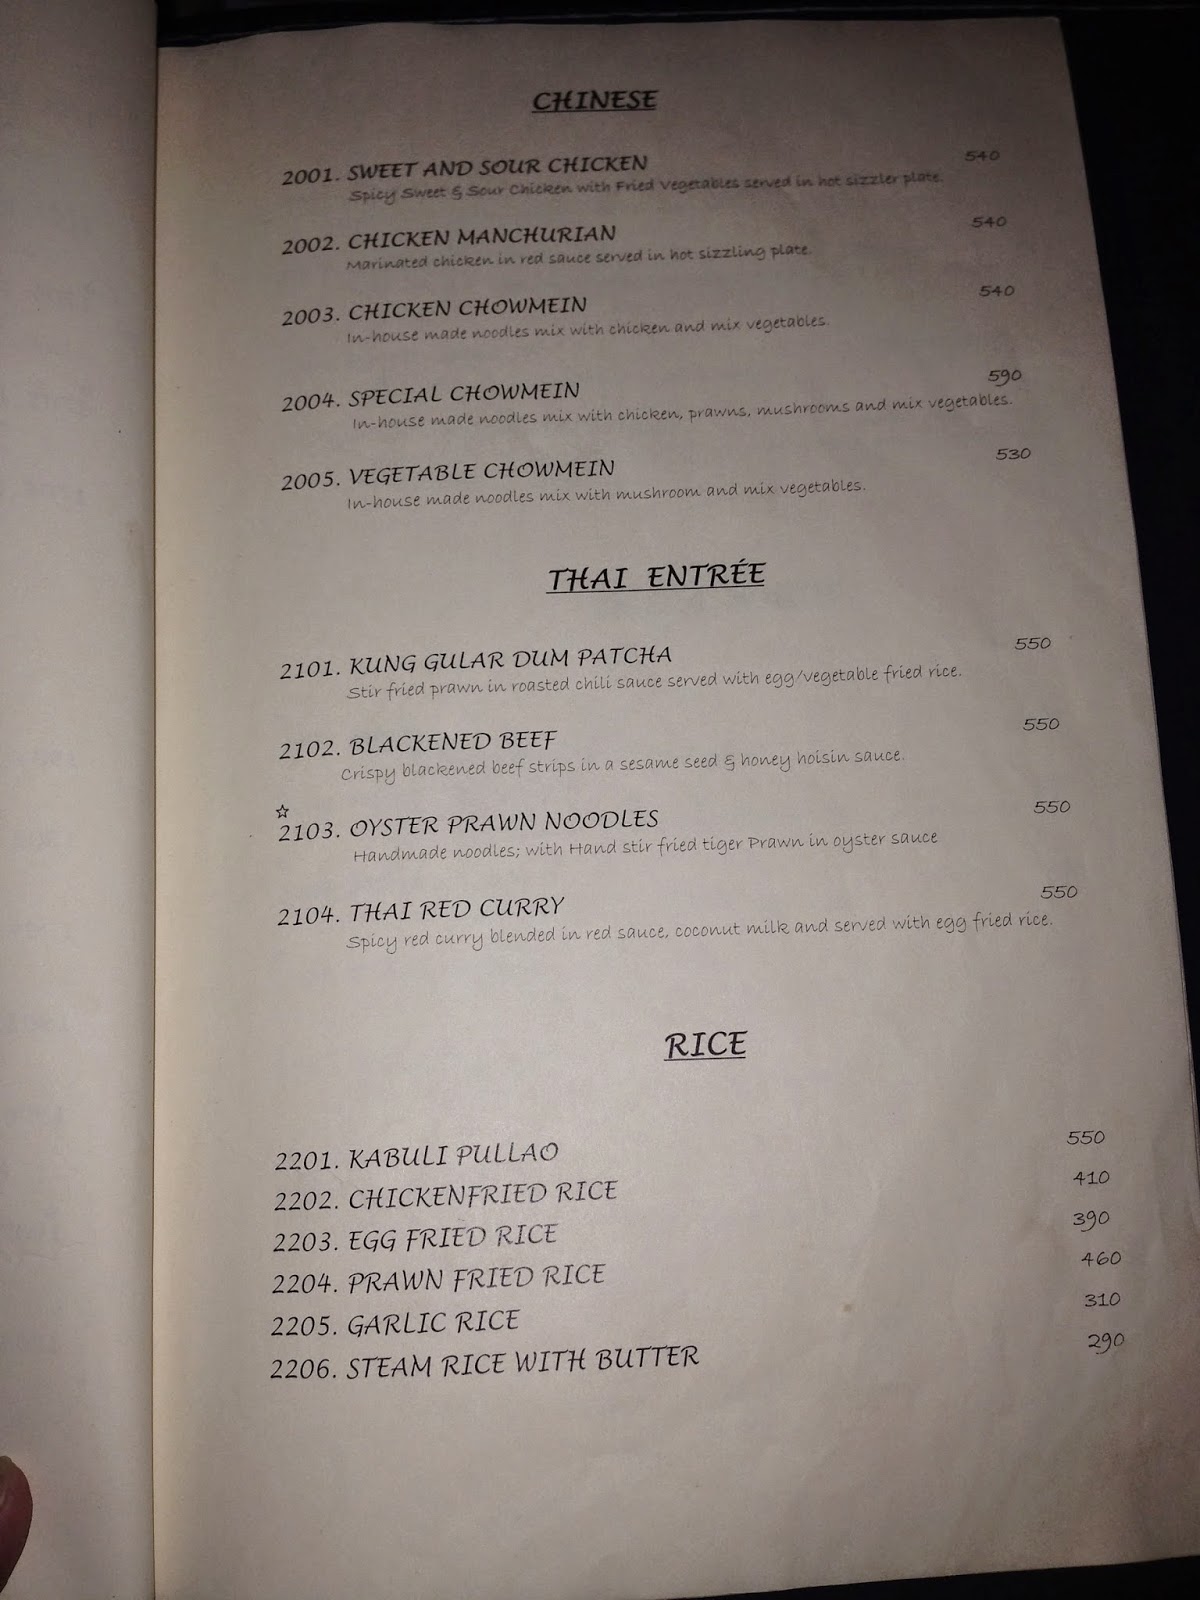 CHINESE
2001. SWEET AND SOUR CHICKEN 540
Spicy Sweet & Sour Chicken with Fried Vegetables served in hot sizzler plate.
2002. CHICKEN MANCHURIAN 540
Marinated chicken in red sauce served in hot sizzling plate.
2003. CHICKEN CHOWMEIN 540
In-house made noodles mix with chicken and mix vegetables.
2004. SPECIAL CHOWMEIN 590
In-house made noodles mix with chicken, prawns, mushrooms and mix vegetables.
2005. VEGETABLE CHOWMEIN 530
In-house made noodles mix with mushroom and mix vegetables.
THAI ENTRÉE
2101. KUNG GULAR DUM PATCHA 550
Stir fried prawn in roasted chili sauce served with egg/vegetable fried rice.
2102. BLACKENED BEEF 550
Crispy blackened beef strips in a sesame seed & honey hoisin sauce.
☆
2103. OYSTER PRAWN NOODLES 550
Handmade noodles; with Hand stir fried tiger Prawn in oyster sauce
2104. THAI RED CURRY 550
Spicy red curry blended in red sauce, coconut milk and served with egg fried rice.
RICE
2201. KABULI PULLAO 550
2202. CHICKENFRIED RICE 410
2203. EGG FRIED RICE 390
2204. PRAWN FRIED RICE 460
2205. GARLIC RICE 310
2206. STEAM RICE WITH BUTTER 290